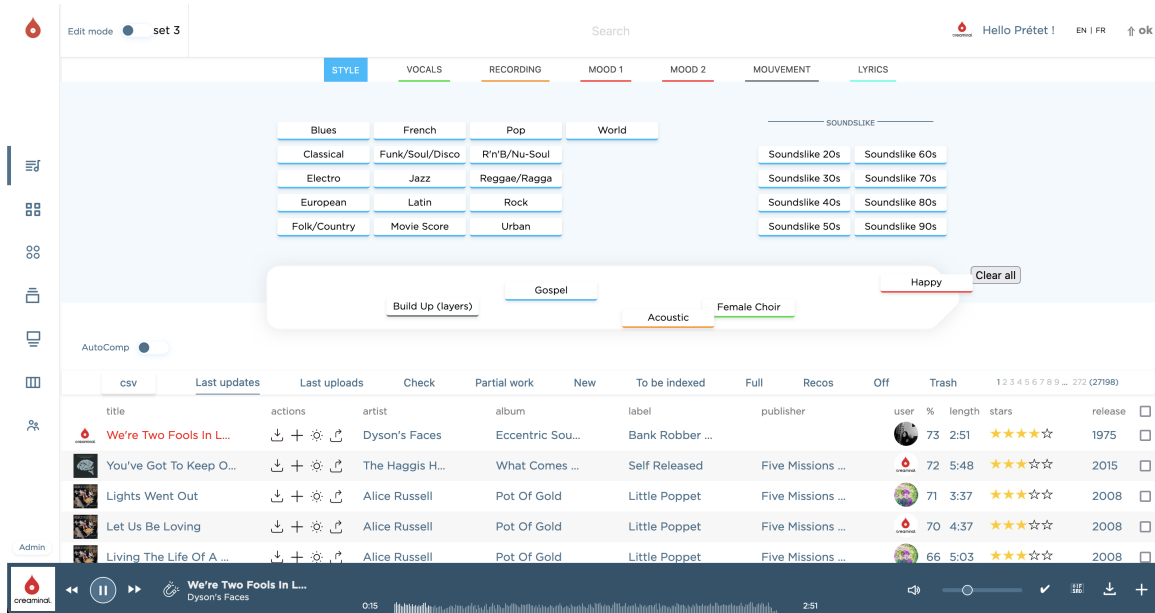 Edit mode set 3 Search creaminal. Hello Prétet ! EN | FR ok
STYLE VOCALS RECORDING MOOD 1 MOOD 2 MOUVEMENT LYRICS
SOUNDSLIKE
Blues French Pop World
Classical Funk/Soul/Disco R'n'B/Nu-Soul Soundslike 20s Soundslike 60s
Electro Jazz Reggae/Ragga Soundslike 30s Soundslike 70s
European Latin Rock Soundslike 40s Soundslike 80s
Folk/Country Movie Score Urban Soundslike 50s Soundslike 90s
Clear all
Happy
Gospel
Build Up (layers) Female Choir
Acoustic
AutoComp
csv Last updates Last uploads Check Partial work New To be indexed Full Recos Off Trash 1 2 3 4 5 6 7 8 9 ... 272 (27198)
title actions artist album label publisher user % length stars release
creaminal. We're Two Fools In L... Dyson's Faces Eccentric Sou... Bank Robber ... 73 2:51 1975
You've Got To Keep O... The Haggis H... What Comes ... Self Released Five Missions ... creaminal. 72 5:48 2015
Lights Went Out Alice Russell Pot Of Gold Little Poppet Five Missions ... 71 3:37 2008
Let Us Be Loving Alice Russell Pot Of Gold Little Poppet Five Missions ... creaminal. 70 4:37 2008
Living The Life Of A ... Alice Russell Pot Of Gold Little Poppet Five Missions ... 66 5:03 2008
Admin
creaminal. We're Two Fools In L...
Dyson's Faces
0:15 2:51